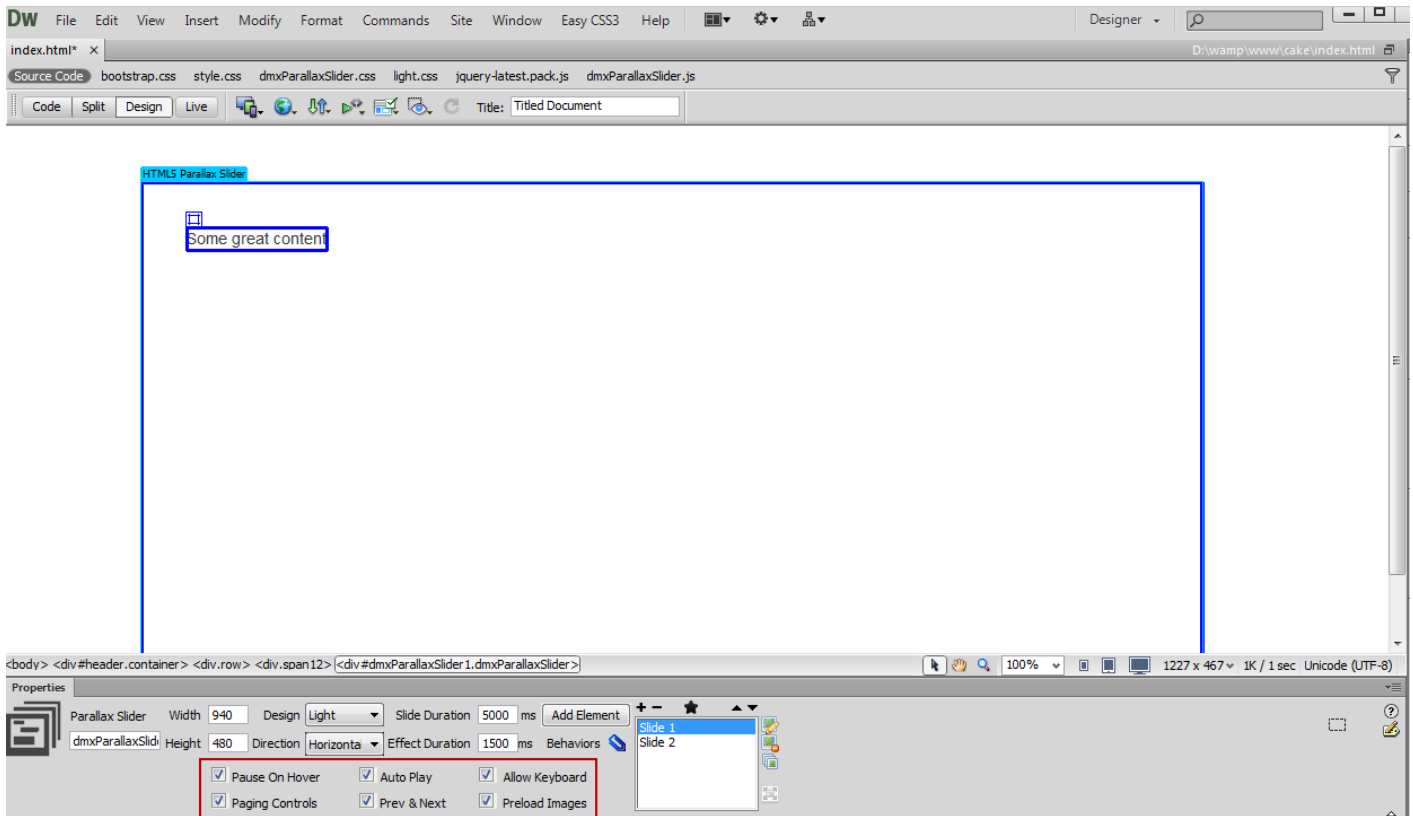 DW File Edit View Insert Modify Format Commands Site Window Easy CSS3 Help Designer
index.html* × D:\wamp\www\cake\index.html
Source Code bootstrap.css style.css dmxParallaxSlider.css light.css jquery-latest.pack.js dmxParallaxSlider.js
Code Split Design Live Title: Titled Document
HTML5 Parallax Slider
Some great content
<body> <div#header.container> <div.row> <div.span12> <div#dmxParallaxSlider1.dmxParallaxSlider> 100% 1227 x 467 1K / 1 sec Unicode (UTF-8)
Properties
Parallax Slider Width 940 Design Light Slide Duration 5000 ms Add Element + −
Slide 1
dmxParallaxSlid Height 480 Direction Horizonta Effect Duration 1500 ms Behaviors Slide 2
Pause On Hover Auto Play Allow Keyboard
Paging Controls Prev & Next Preload Images